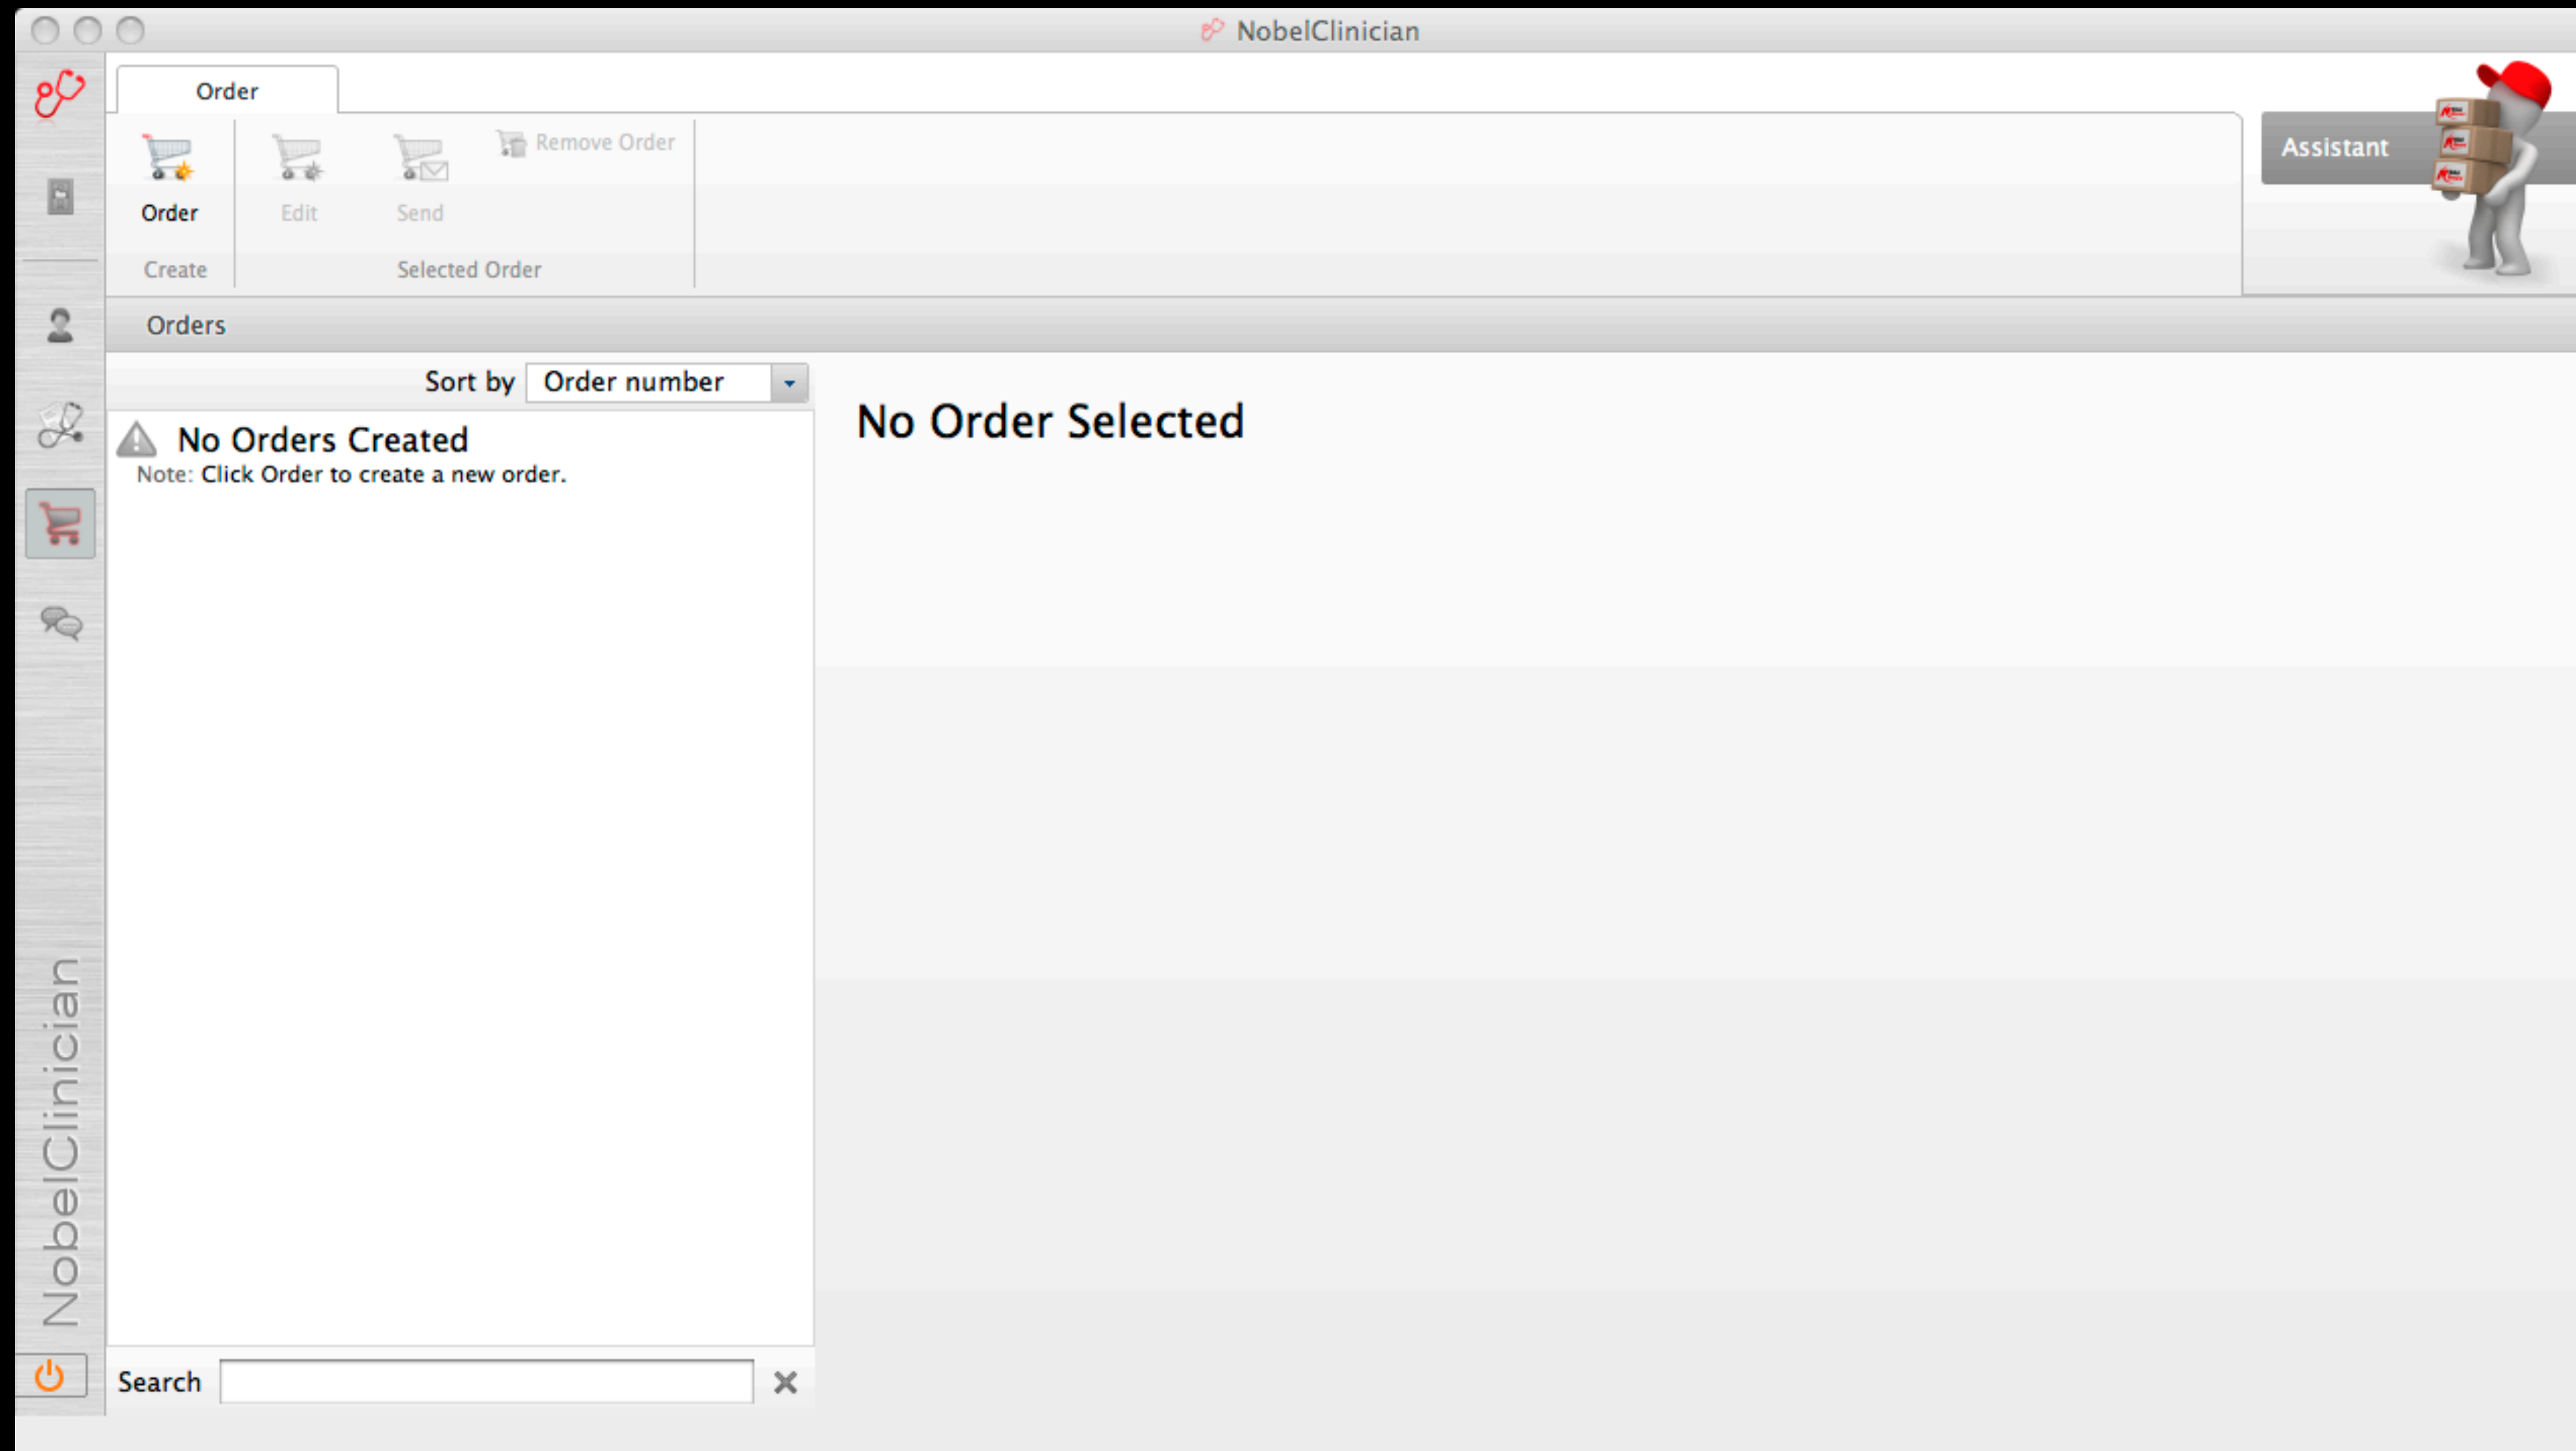 NobelClinician
Order
Remove Order
Order
Edit
Send
Create
Selected Order
Assistant
Orders
Sort by Order number
No Orders Created
Note: Click Order to create a new order.
No Order Selected
NobelClinician
Search